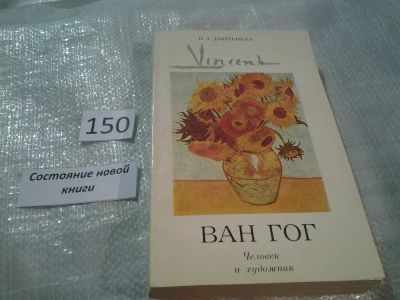 Н.А.ДМИТРИЕВА
Vincent
ВАН ГОГ
Человек
и художник
150
Состояние новой
книги